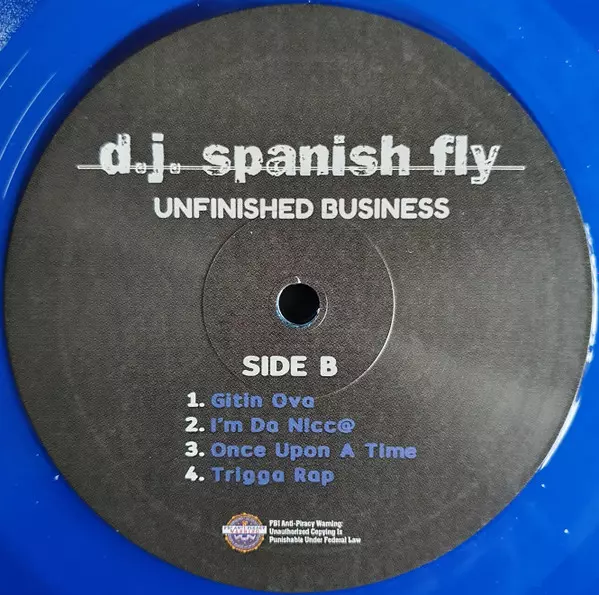 d.j. spanish fly
UNFINISHED BUSINESS
SIDE B
1. Gitin Ova
2. I'm Da Nicc@
3. Once Upon A Time
4. Trigga Rap
FBI Anti-Piracy Warning:
Unauthorized Copying Is
Punishable Under Federal Law